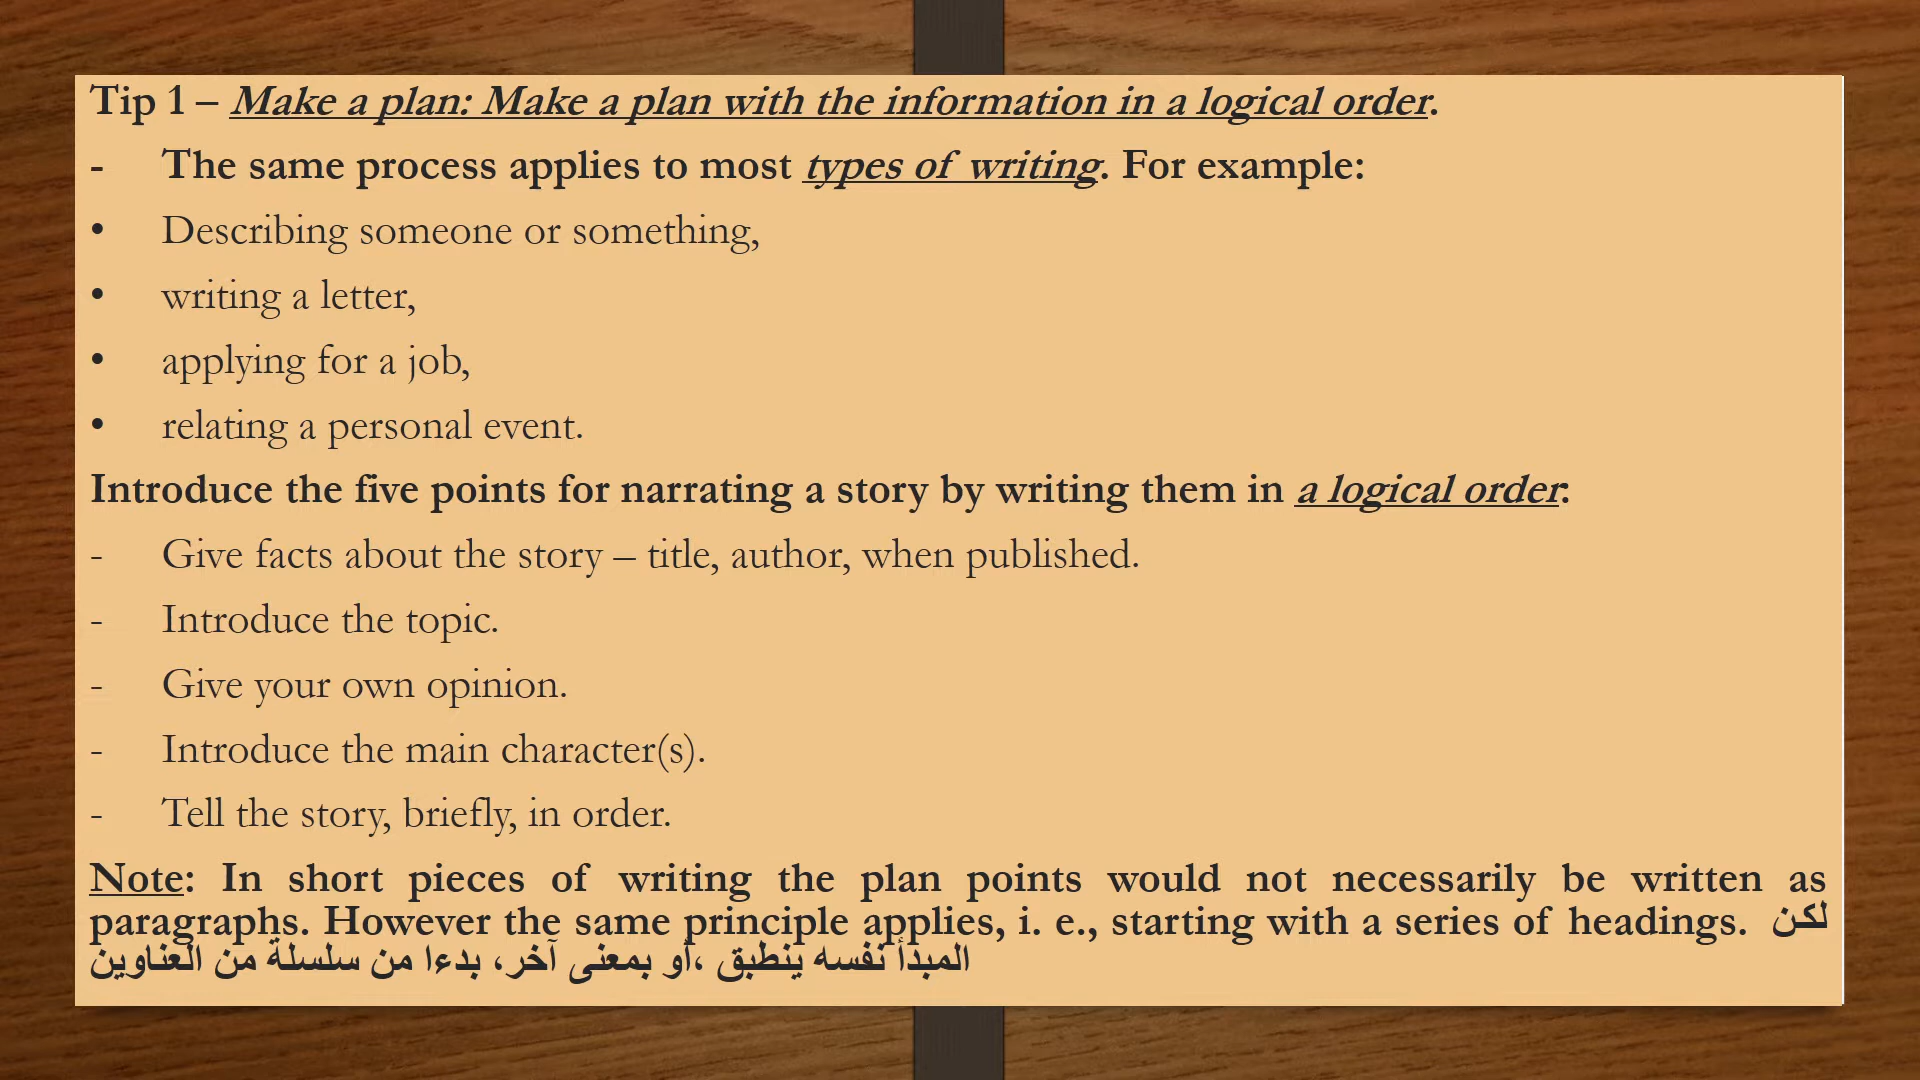 Tip 1 – Make a plan: Make a plan with the information in a logical order.
- The same process applies to most types of writing. For example:
• Describing someone or something,
• writing a letter,
• applying for a job,
• relating a personal event.
Introduce the five points for narrating a story by writing them in a logical order:
- Give facts about the story – title, author, when published.
- Introduce the topic.
- Give your own opinion.
- Introduce the main character(s).
- Tell the story, briefly, in order.
Note: In short pieces of writing the plan points would not necessarily be written as
paragraphs. However the same principle applies, i. e., starting with a series of headings. لكن
المبدأ نفسه ينطبق ،أو بمعنى آخر، بدءا من سلسلة من العناوين